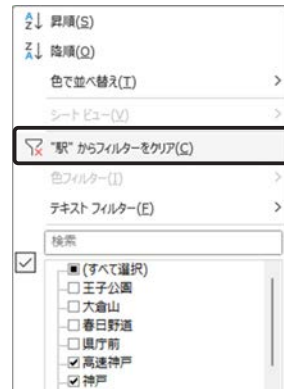 昇順(S)
降順(O)
色で並べ替え(T)
シート ビュー(V)
"駅" からフィルターをクリア(C)
色フィルター(I)
テキスト フィルター(F)
検索
(すべて選択)
王子公園
大倉山
春日野道
県庁前
高速神戸
神戸